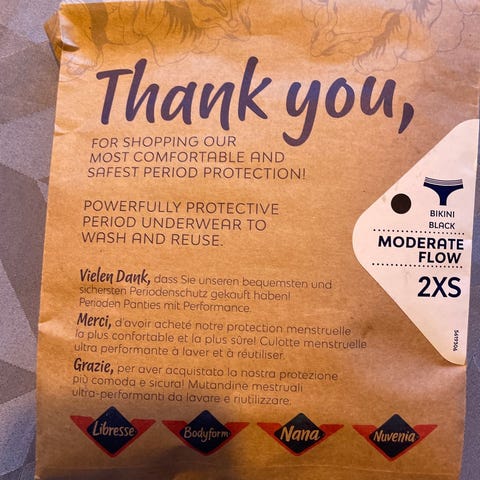 Thank you,
FOR SHOPPING OUR
MOST COMFORTABLE AND
SAFEST PERIOD PROTECTION!
POWERFULLY PROTECTIVE
PERIOD UNDERWEAR TO
WASH AND REUSE.
BIKINI
BLACK
MODERATE
FLOW
2XS
5619306
Vielen Dank, dass Sie unseren bequemsten und
sichersten Periodenschutz gekauft haben!
Perioden Panties mit Performance.
Merci, d'avoir acheté notre protection menstruelle
la plus confortable et la plus sûre! Culotte menstruelle
ultra performante à laver et à réutiliser.
Grazie, per aver acquistato la nostra protezione
più comoda e sicura! Mutandine mestruali
ultra-performanti da lavare e riutilizzare.
Libresse
Bodyform
Nana
Nuvenia